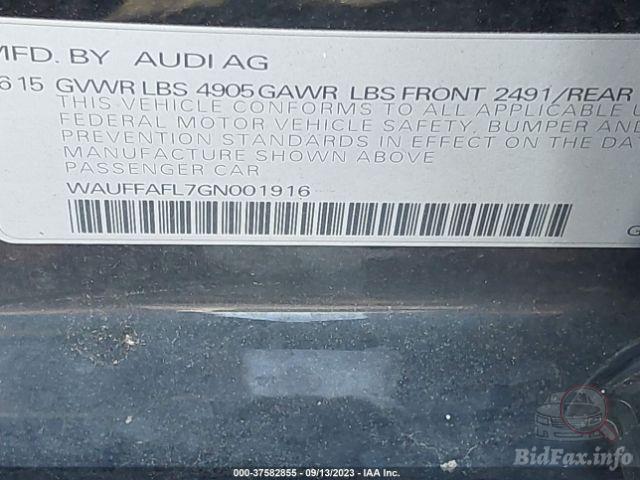 MFD. BY AUDI AG
615 GVWR LBS 4905 GAWR LBS FRONT 2491/REAR
THIS VEHICLE CONFORMS TO ALL APPLICABLE
FEDERAL MOTOR VEHICLE SAFETY, BUMPER AND
PREVENTION STANDARDS IN EFFECT ON THE DAT
MANUFACTURE SHOWN ABOVE
PASSENGER CAR
WAUFFAFL7GN001916
G
000-37582855 - 09/13/2023 - IAA Inc.
BidFax.info